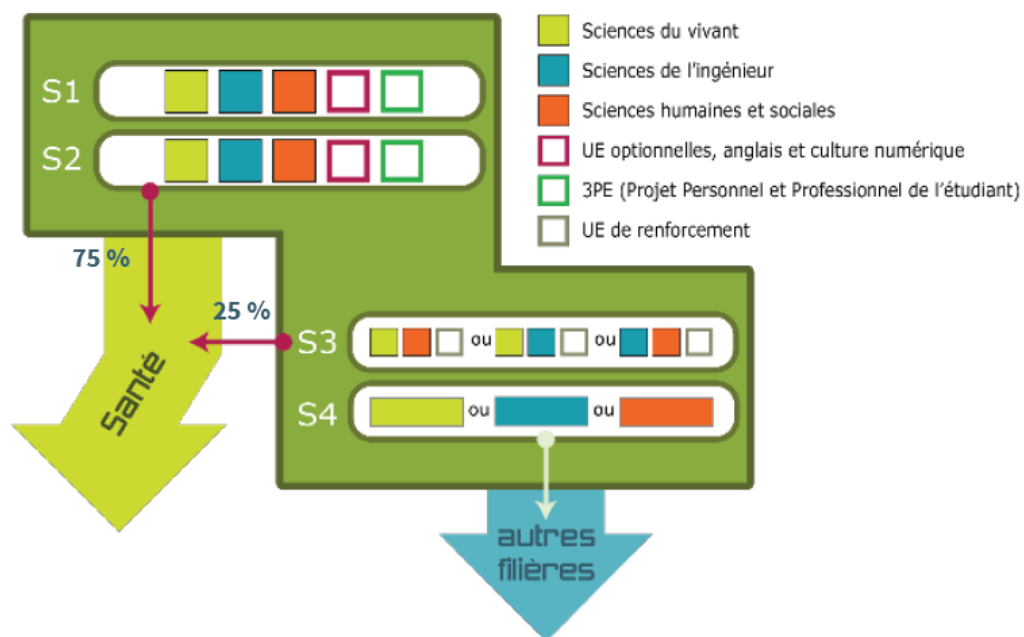 Sciences du vivant
Sciences de l'ingénieur
Sciences humaines et sociales
UE optionnelles, anglais et culture numérique
3PE (Projet Personnel et Professionnel de l'étudiant)
UE de renforcement
S1
S2
75 %
25 %
Santé
S3
ou
ou
S4
ou
ou
autres
filières